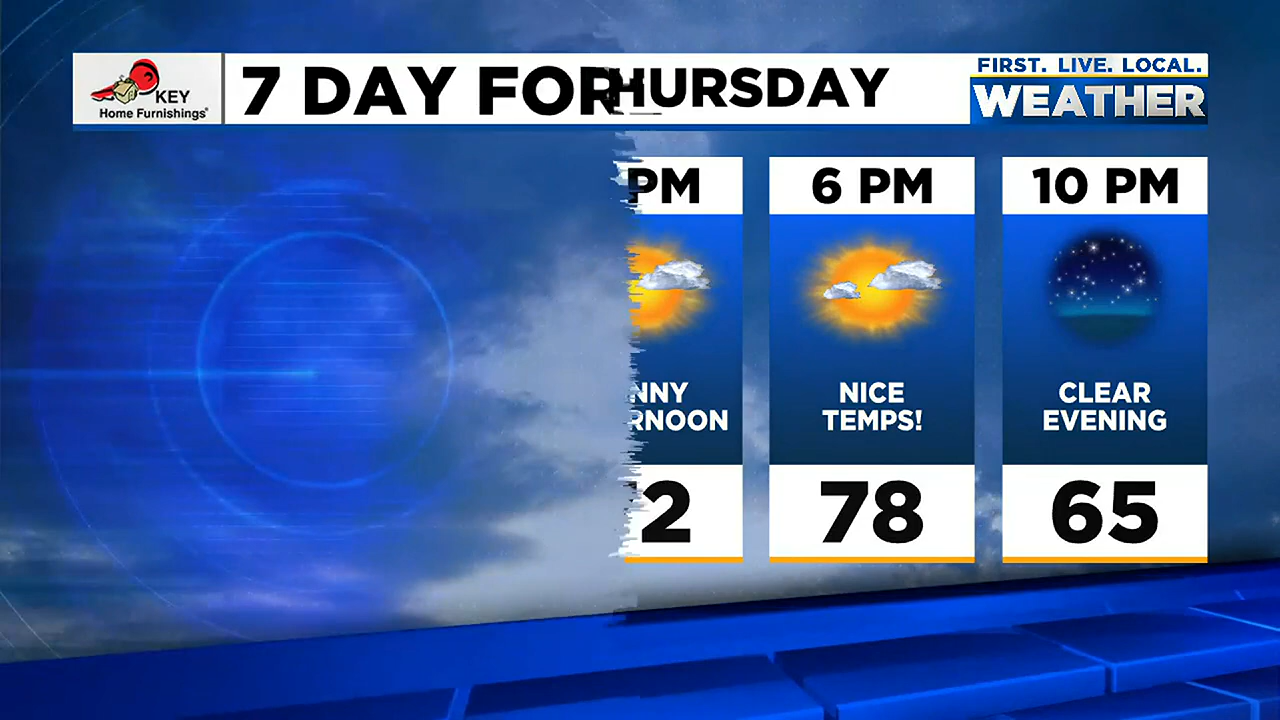 KEY
Home Furnishings®
7 DAY FOR
HURSDAY
FIRST. LIVE. LOCAL.
WEATHER
PM
6 PM
10 PM
NNY
RNOON
NICE
TEMPS!
CLEAR
EVENING
2
78
65